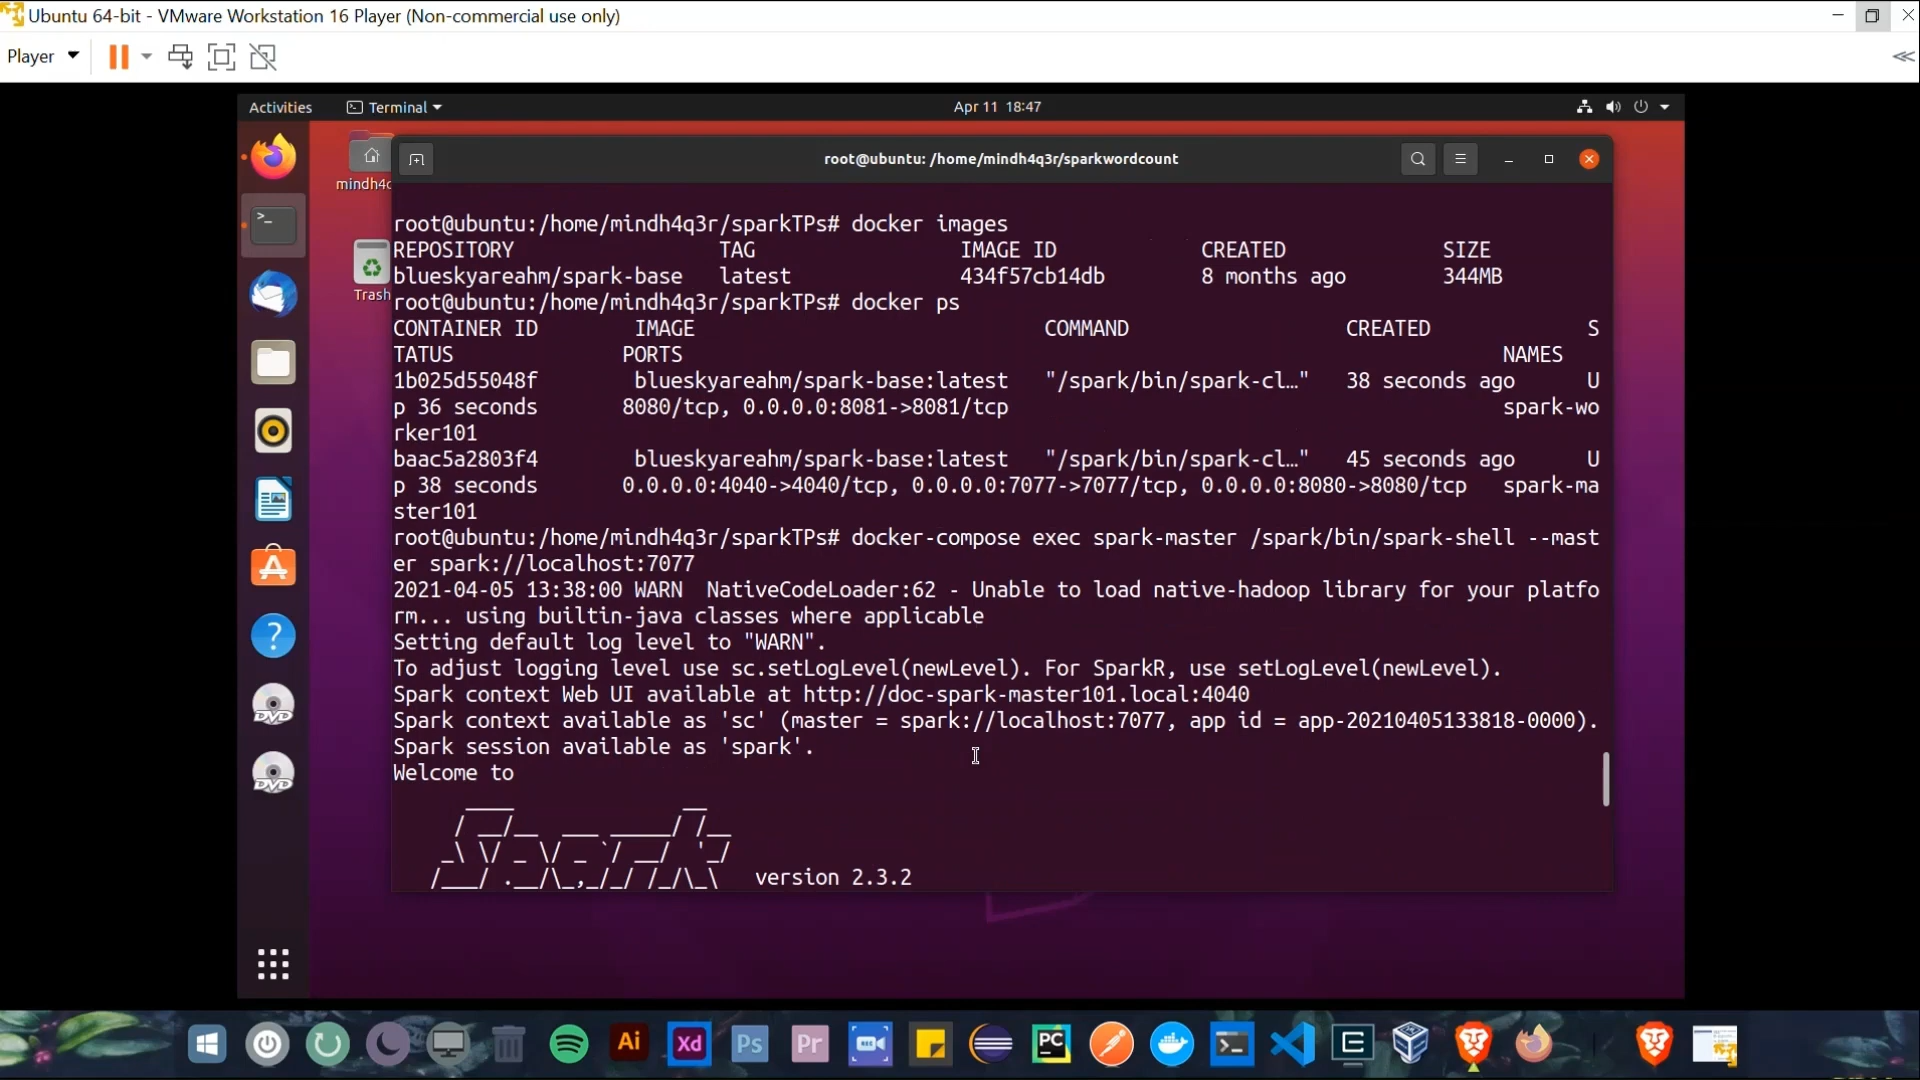 Ubuntu 64-bit - VMware Workstation 16 Player (Non-commercial use only)
Player
Activities
Terminal
Apr 11 18:47
root@ubuntu: /home/mindh4q3r/sparkwordcount
mindh4
Trash
root@ubuntu:/home/mindh4q3r/sparkTPs# docker images
REPOSITORY TAG IMAGE ID CREATED SIZE
blueskyareahm/spark-base latest 434f57cb14db 8 months ago 344MB
root@ubuntu:/home/mindh4q3r/sparkTPs# docker ps
CONTAINER ID IMAGE COMMAND CREATED S
TATUS PORTS NAMES
1b025d55048f blueskyareahm/spark-base:latest "/spark/bin/spark-cl…" 38 seconds ago U
p 36 seconds 8080/tcp, 0.0.0.0:8081->8081/tcp spark-wo
rker101
baac5a2803f4 blueskyareahm/spark-base:latest "/spark/bin/spark-cl…" 45 seconds ago U
p 38 seconds 0.0.0.0:4040->4040/tcp, 0.0.0.0:7077->7077/tcp, 0.0.0.0:8080->8080/tcp spark-ma
ster101
root@ubuntu:/home/mindh4q3r/sparkTPs# docker-compose exec spark-master /spark/bin/spark-shell --mast
er spark://localhost:7077
2021-04-05 13:38:00 WARN NativeCodeLoader:62 - Unable to load native-hadoop library for your platfo
rm... using builtin-java classes where applicable
Setting default log level to "WARN".
To adjust logging level use sc.setLogLevel(newLevel). For SparkR, use setLogLevel(newLevel).
Spark context Web UI available at http://doc-spark-master101.local:4040
Spark context available as 'sc' (master = spark://localhost:7077, app id = app-20210405133818-0000).
Spark session available as 'spark'.
Welcome to
Spark version 2.3.2
DVD
DVD
Ai
Xd
Ps
Pr
PC